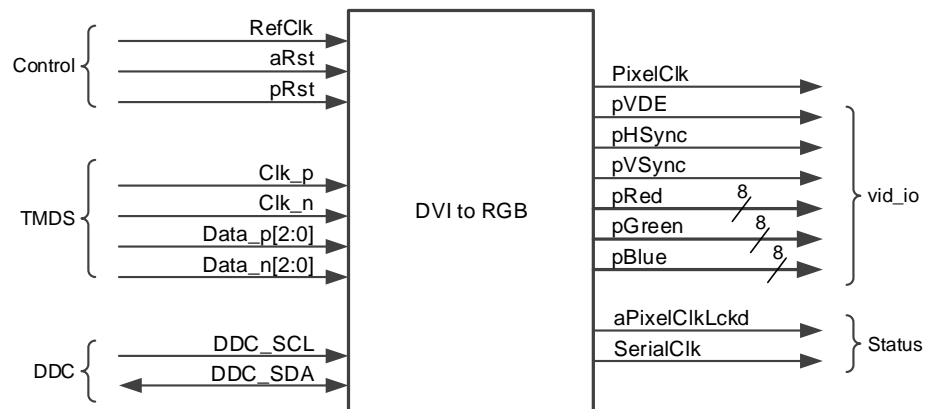 Control
RefClk
aRst
pRst
TMDS
Clk_p
Clk_n
Data_p[2:0]
Data_n[2:0]
DDC
DDC_SCL
DDC_SDA
DVI to RGB
PixelClk
pVDE
pHSync
pVSync
pRed 8
pGreen 8
pBlue 8
vid_io
aPixelClkLckd
SerialClk
Status